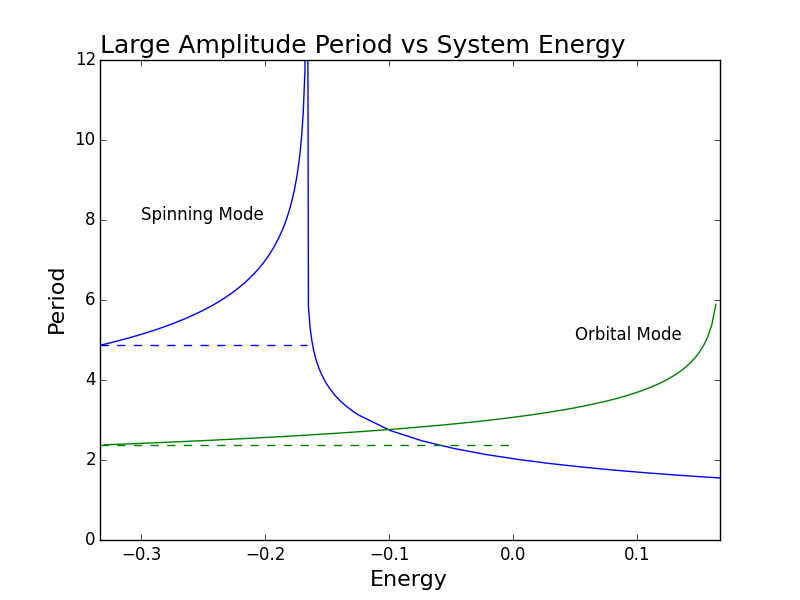 Large Amplitude Period vs System Energy
12
10
8
6
4
2
0
Period
Spinning Mode
Orbital Mode
−0.3 −0.2 −0.1 0.0 0.1
Energy